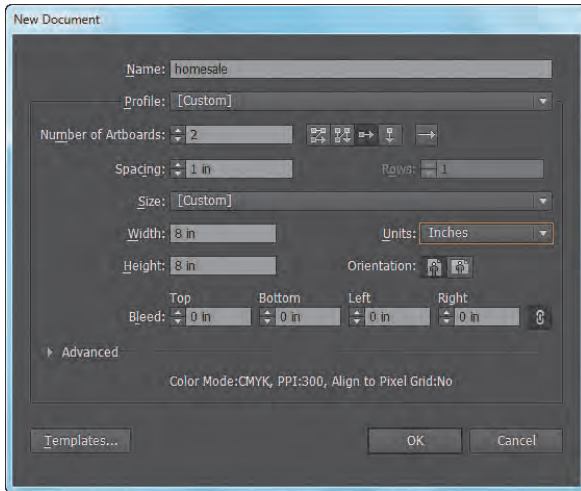 New Document
Name: homesale
Profile: [Custom]
Number of Artboards: 2
Spacing: 1 in Rows: 1
Size: [Custom]
Width: 8 in Units: Inches
Height: 8 in Orientation:
Top Bottom Left Right
Bleed: 0 in 0 in 0 in 0 in
Advanced
Color Mode:CMYK, PPI:300, Align to Pixel Grid:No
Templates... OK Cancel